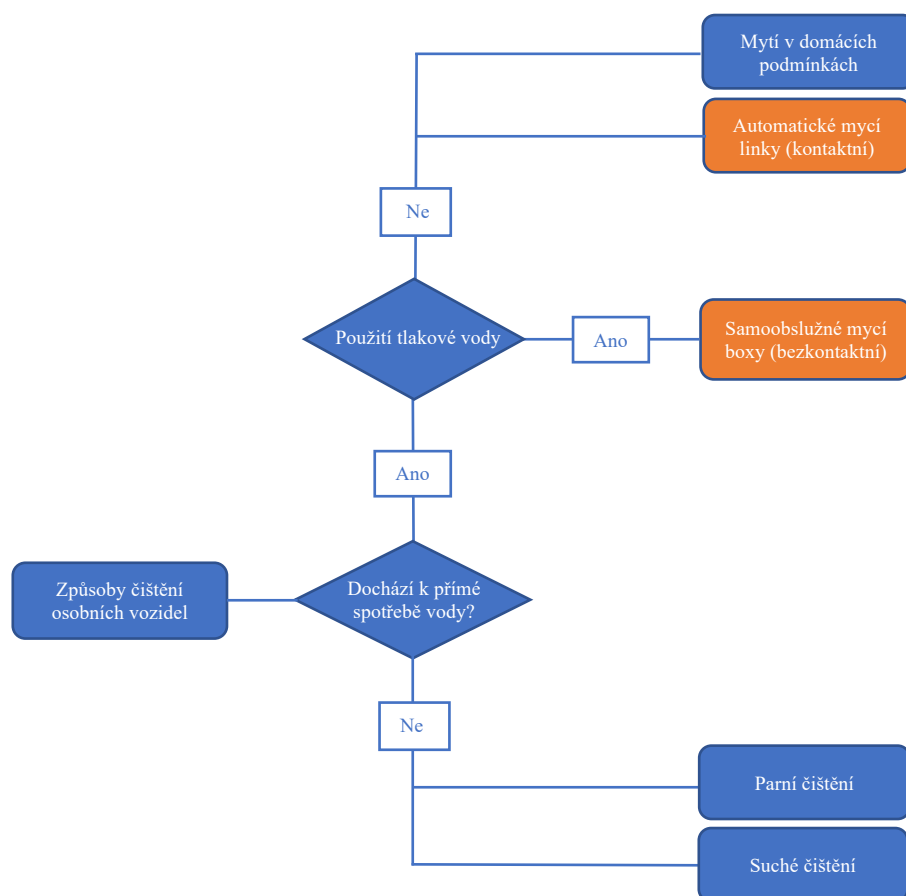 Mytí v domácích
podmínkách
Automatické mycí
linky (kontaktní)
Ne
Použití tlakové vody
Ano
Samoobslužné mycí
boxy (bezkontaktní)
Ano
Způsoby čištění
osobních vozidel
Dochází k přímé
spotřebě vody?
Ne
Parní čištění
Suché čištění